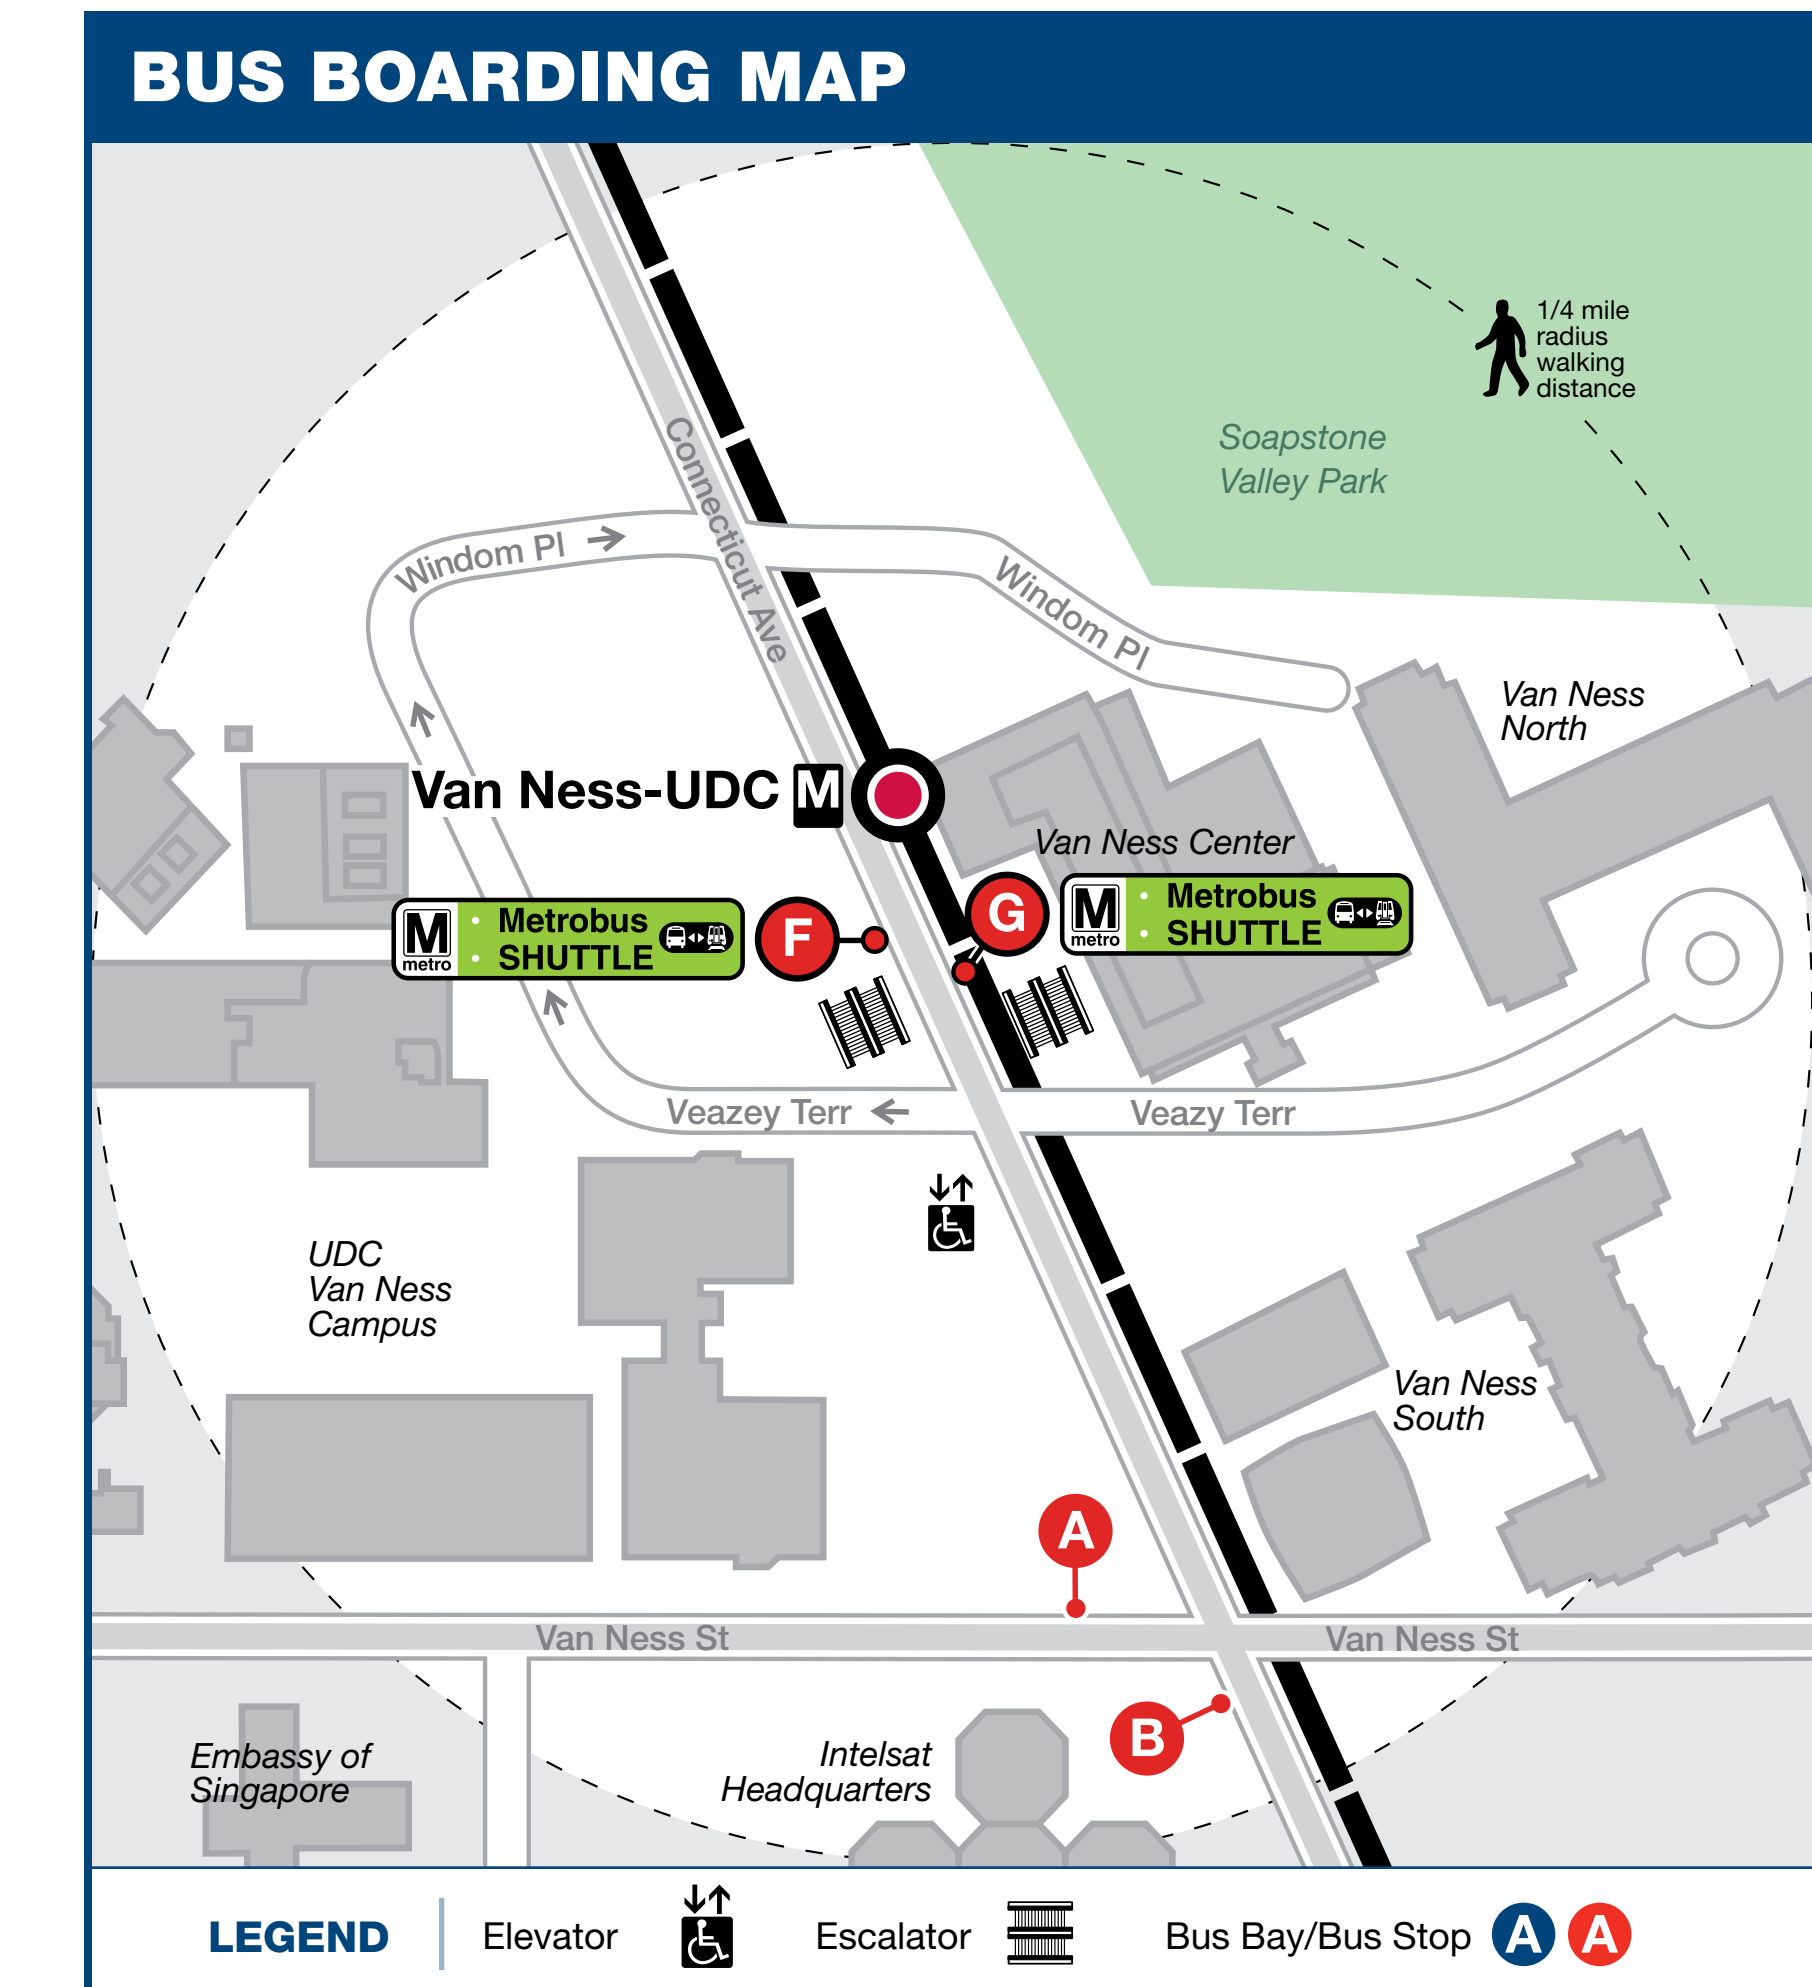 BUS BOARDING MAP
1/4 mile
radius
walking
distance
Soapstone
Valley Park
Connecticut Ave
Windom Pl
Windom Pl
Van Ness
North
Van Ness-UDC M
Van Ness Center
M metro
• Metrobus
• SHUTTLE
F
G
M metro
• Metrobus
• SHUTTLE
Veazey Terr
Veazy Terr
UDC
Van Ness
Campus
Van Ness
South
A
Van Ness St
Van Ness St
B
Embassy of
Singapore
Intelsat
Headquarters
LEGEND
Elevator
Escalator
Bus Bay/Bus Stop A A